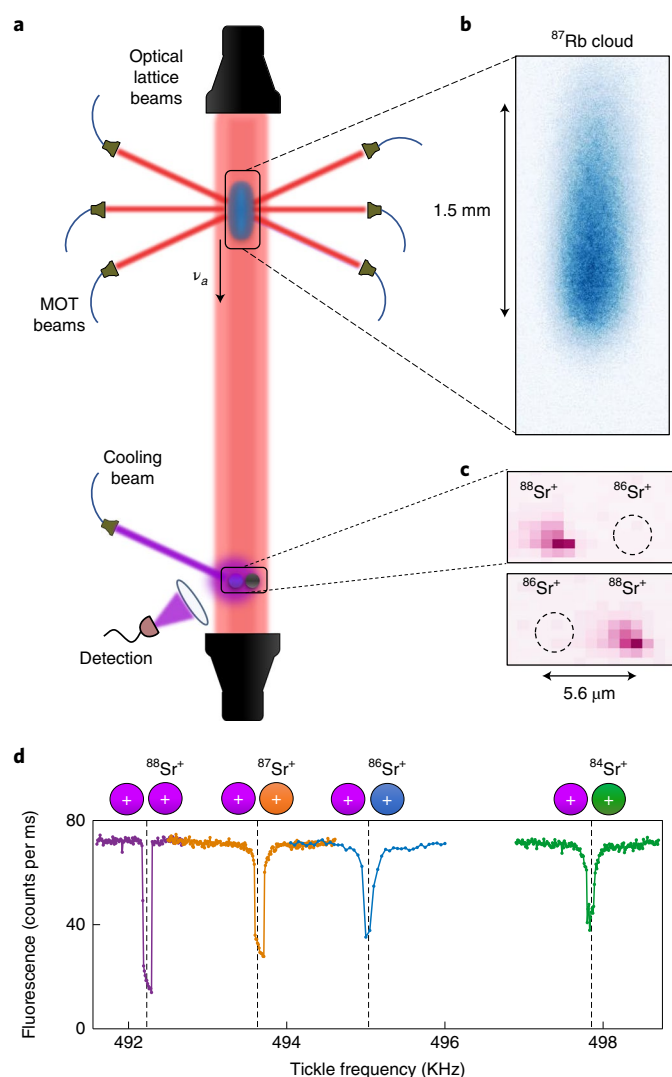 a
Optical
lattice
beams
MOT
beams
νₐ
Cooling
beam
Detection
b
⁸⁷Rb cloud
1.5 mm
c
⁸⁸Sr⁺ ⁸⁶Sr⁺
⁸⁶Sr⁺ ⁸⁸Sr⁺
5.6 μm
d
⁸⁸Sr⁺ ⁸⁷Sr⁺ ⁸⁶Sr⁺ ⁸⁴Sr⁺
+ + + + + + + +
80
40
0
Fluorescence (counts per ms)
492 494 496 498
Tickle frequency (KHz)